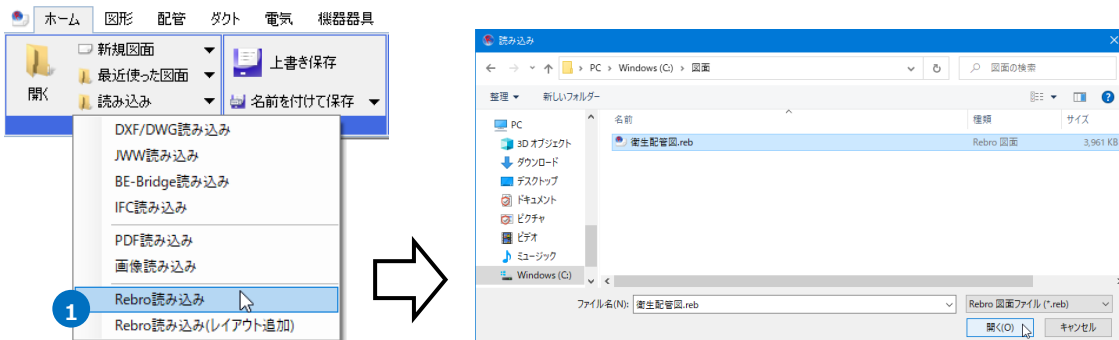 ホーム 図形 配管 ダクト 電気 機器器具
開く
新規図面
最近使った図面
読み込み
上書き保存
名前を付けて保存
DXF/DWG読み込み
JWW読み込み
BE-Bridge読み込み
IFC読み込み
PDF読み込み
画像読み込み
1
Rebro読み込み
Rebro読み込み(レイアウト追加)
読み込み
PC › Windows (C:) › 図面
図面の検索
整理 新しいフォルダー
PC
3D オブジェクト
ダウンロード
デスクトップ
ドキュメント
ピクチャ
ビデオ
ミュージック
Windows (C:)
名前 種類 サイズ
衛生配管図.reb Rebro 図面 3,961 KB
ファイル名(N): 衛生配管図.reb Rebro 図面ファイル (*.reb)
開く(O) キャンセル